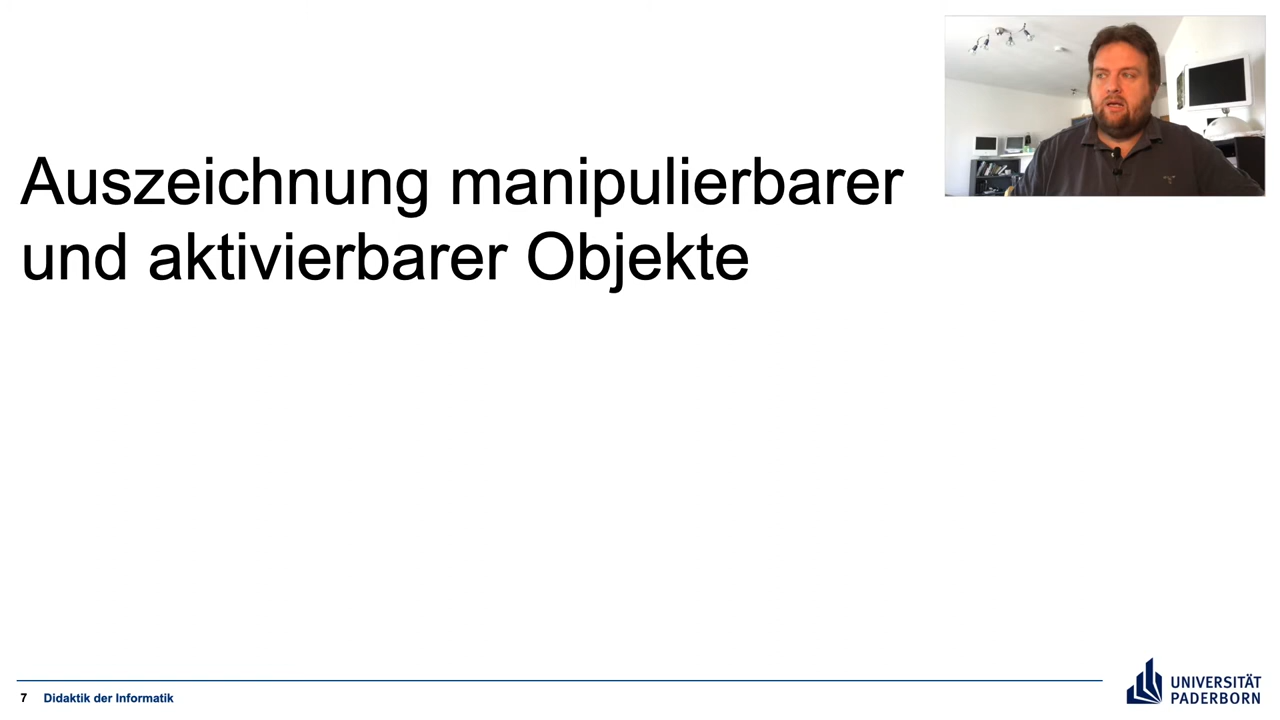 Auszeichnung manipulierbarer
und aktivierbarer Objekte
7 Didaktik der Informatik
UNIVERSITÄT
PADERBORN